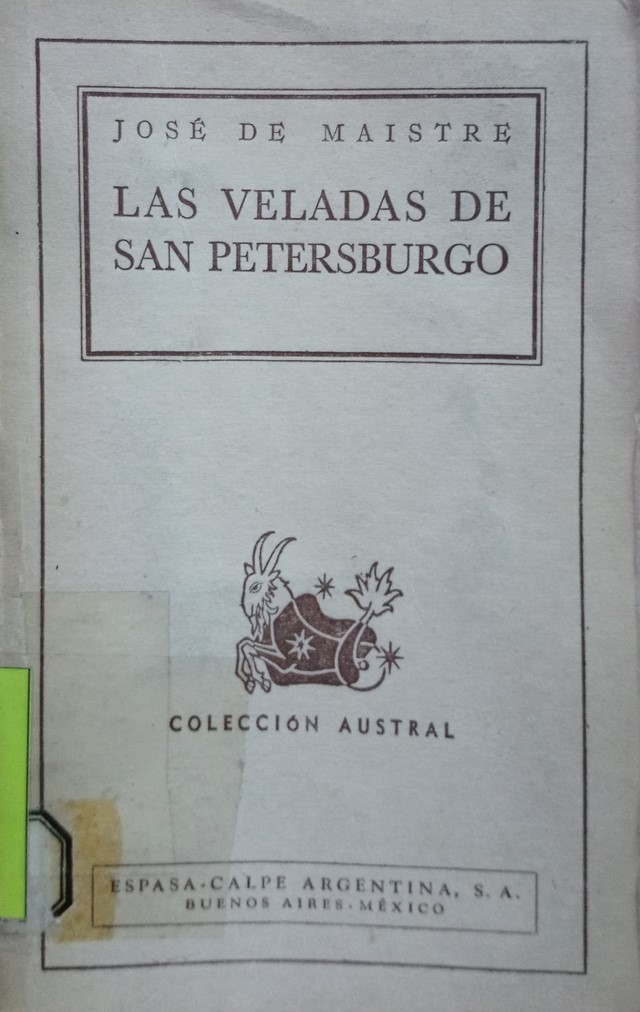 JOSÉ DE MAISTRE
LAS VELADAS DE
SAN PETERSBURGO
COLECCIÓN AUSTRAL
ESPASA-CALPE ARGENTINA, S. A.
BUENOS AIRES-MÉXICO